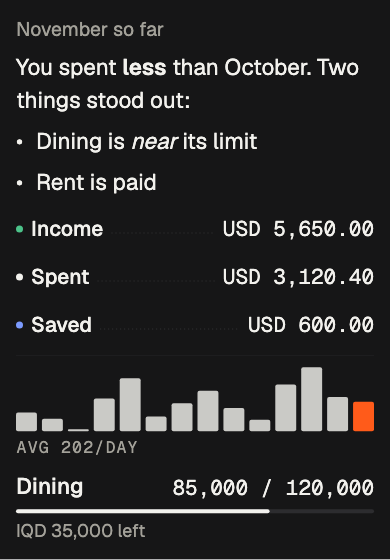 November so far
You spent less than October. Two
things stood out:
• Dining is near its limit
• Rent is paid
Income USD 5,650.00
Spent USD 3,120.40
Saved USD 600.00
AVG 202/DAY
Dining 85,000 / 120,000
IQD 35,000 left